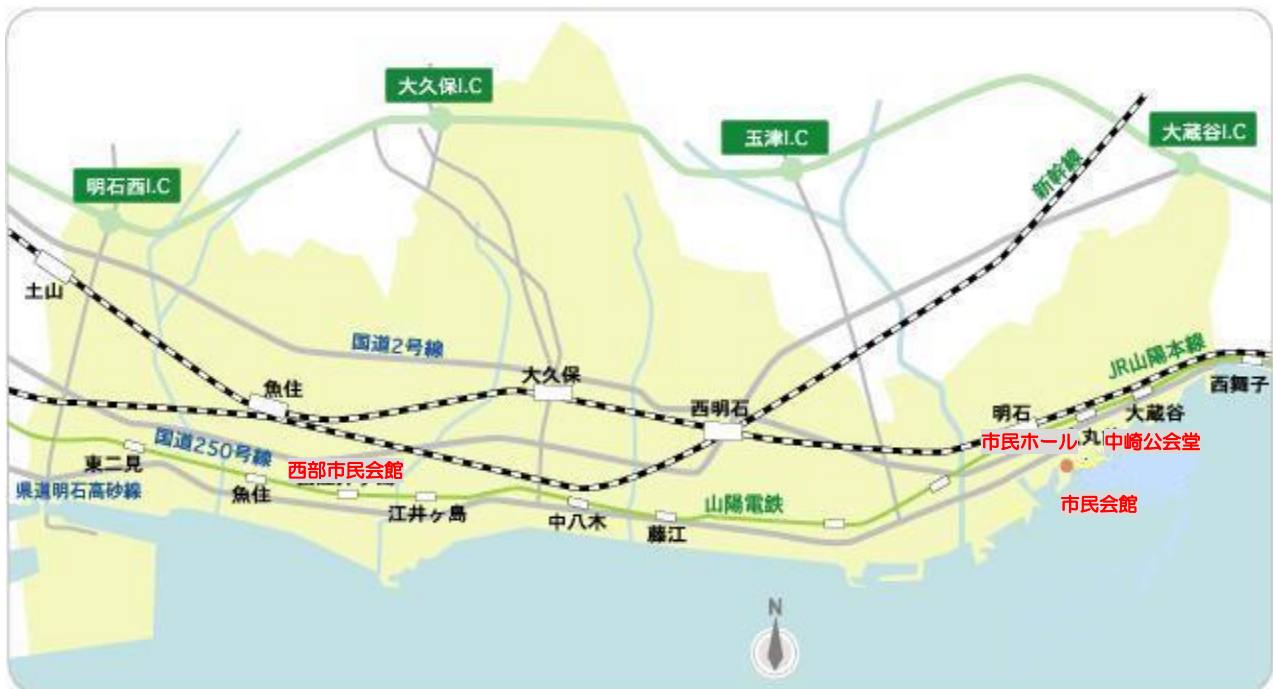 大久保I.C
玉津I.C
大蔵谷I.C
明石西I.C
新幹線
土山
国道2号線
大久保
魚住
西明石
JR山陽本線
西舞子
明石
大蔵谷
市民ホール
中崎公会堂
国道250号線
東二見
西部市民会館
県道明石高砂線
魚住
江井ヶ島
中八木
藤江
山陽電鉄
市民会館
N